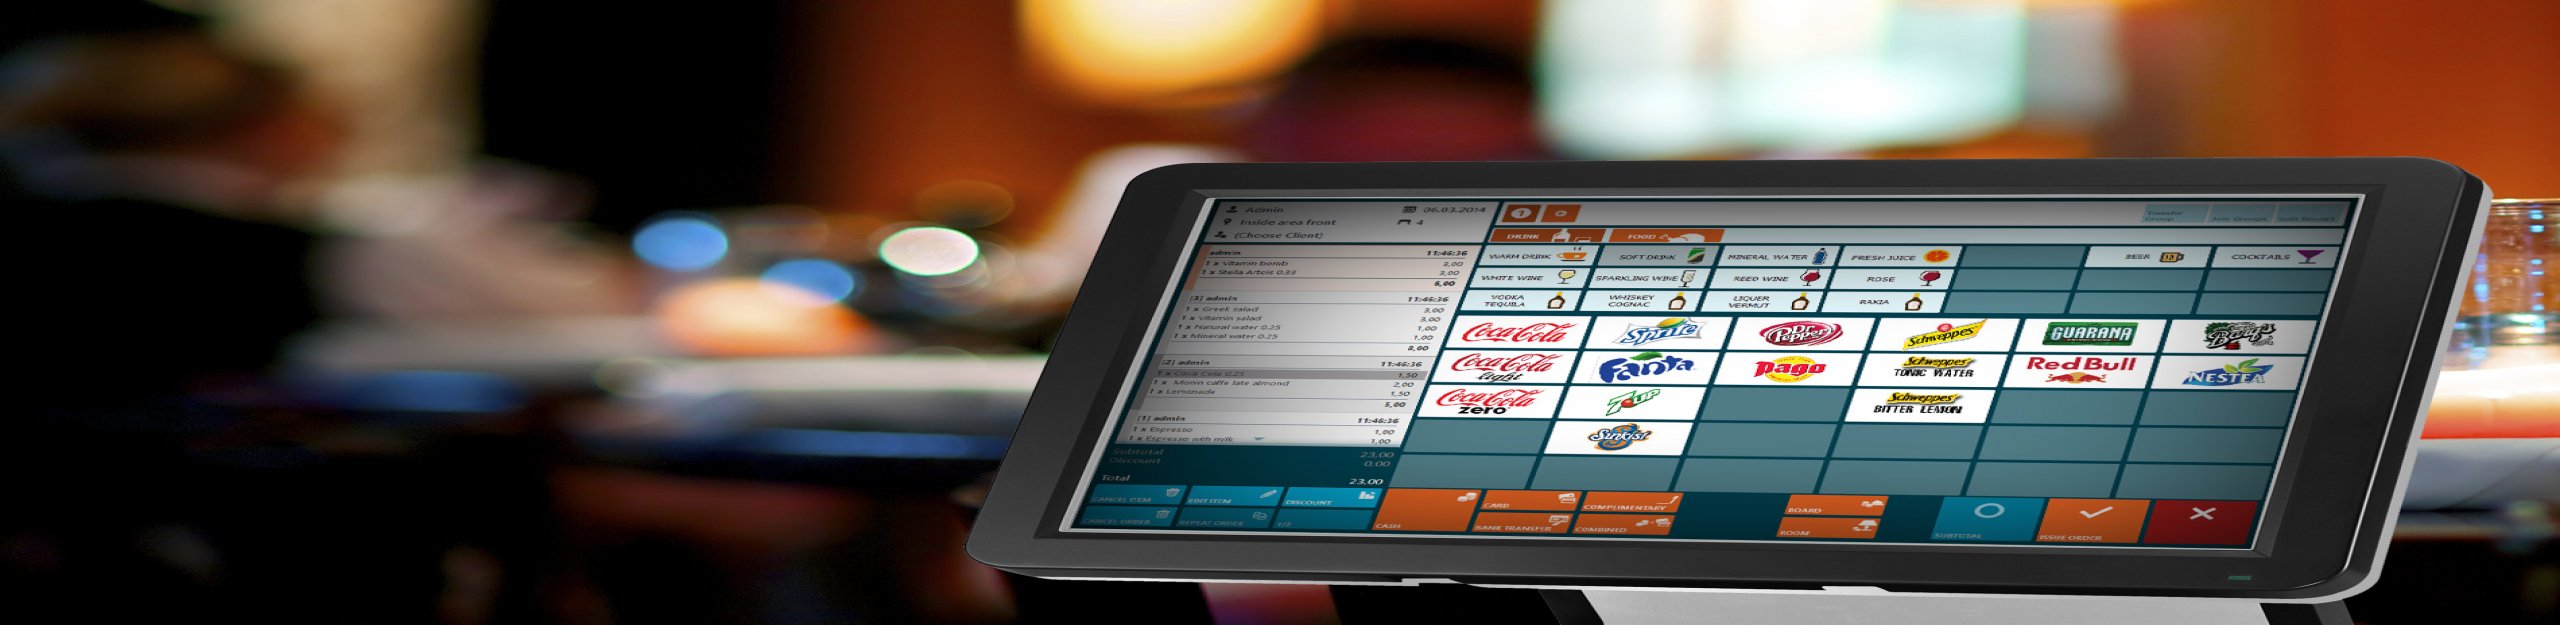 Admin 06.03.2014
Inside area front 4
(Choose Client)
admin 11:46:36
1 x Vitamin bomb 3,00
1 x Stella Artois 0.33 3,00
6,00
[3] admin 11:46:36
1 x Greek salad 3,00
1 x Vitamin salad 3,00
1 x Natural water 0.25 1,00
1 x Mineral water 0.25 1,00
8,00
[2] admin 11:46:36
1 x Coca Cola 0.25 1,50
1 x Monin caffe late almond 2,00
1 x Lemonade 1,50
5,00
[1] admin 11:46:36
1 x Espresso 1,00
1 x Espresso with milk 1,00
Subtotal 23,00
Discount 0,00
Total 23,00
CANCEL ITEM EDIT ITEM DISCOUNT
CANCEL ORDER REPEAT ORDER 1/2
1
Transfer Group Join Groups Split Receipt
DRINK FOOD
WARM DRINK SOFT DRINK MINERAL WATER FRESH JUICE BEER COCKTAILS
WHITE WINE SPARKLING WINE REED WINE ROSE
VODKA TEQUILA WHISKEY COGNAC LIQUER VERMUT RAKIA
Coca-Cola Sprite Dr Pepper Schweppes GUARANA
Coca-Cola light Fanta pago Schweppes TONIC WATER Red Bull NESTEA
Coca-Cola zero 7up Schweppes BITTER LEMON
Sunkist
CASH CARD COMPLIMENTARY BOARD
BANK TRANSFER COMBINED ROOM
SUBTOTAL ISSUE ORDER